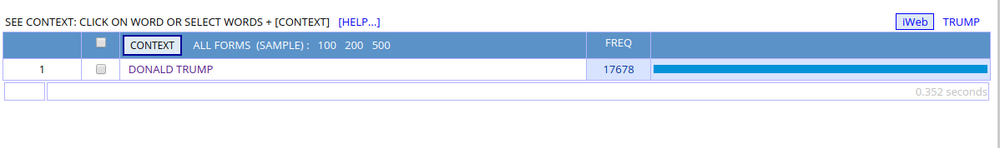 SEE CONTEXT: CLICK ON WORD OR SELECT WORDS + [CONTEXT] [HELP...] iWeb TRUMP
CONTEXT ALL FORMS (SAMPLE) : 100 200 500 FREQ
1 DONALD TRUMP 17678
0.352 seconds